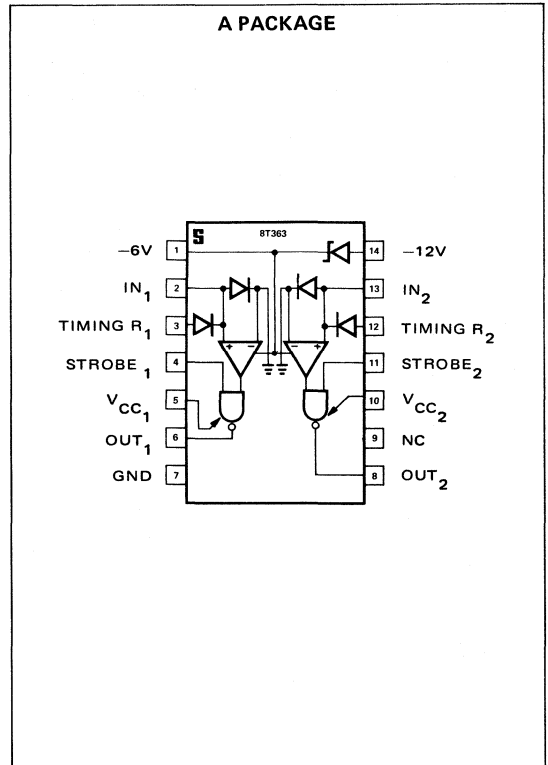 A PACKAGE
S 8T363
−6V 1 14 −12V
IN1 2 13 IN2
TIMING R1 3 12 TIMING R2
+ − − +
STROBE1 4 11 STROBE2
VCC1 5 10 VCC2
OUT1 6 9 NC
GND 7 8 OUT2